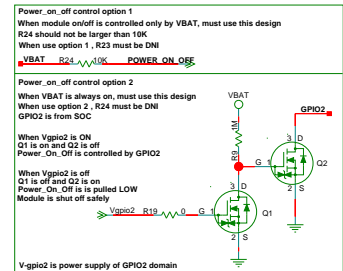 Power_on_off control option 1
When module on/off is controlled only by VBAT, must use this design
R24 should not be larger than 10K
When use option 1 , R23 must be DNI
VBAT R24 10K POWER_ON_OFF
Power_on_off control option 2
When VBAT is always on, must use this design
When use option 2 , R24 must be DNI
GPIO2 is from SOC
VBAT
GPIO2
When Vgpio2 is ON
Q1 is on and Q2 is off
Power_On_Off is controlled by GPIO2
1M
R9
3 D
G 1
Q2
2 S
When Vgpio2 is off
Q1 is off and Q2 is on
Power_On_Off is is pulled LOW
Module is shut off safely
3 D
Vgpio2 R19 0 G 1
Q1
2 S
V-gpio2 is power supply of GPIO2 domain